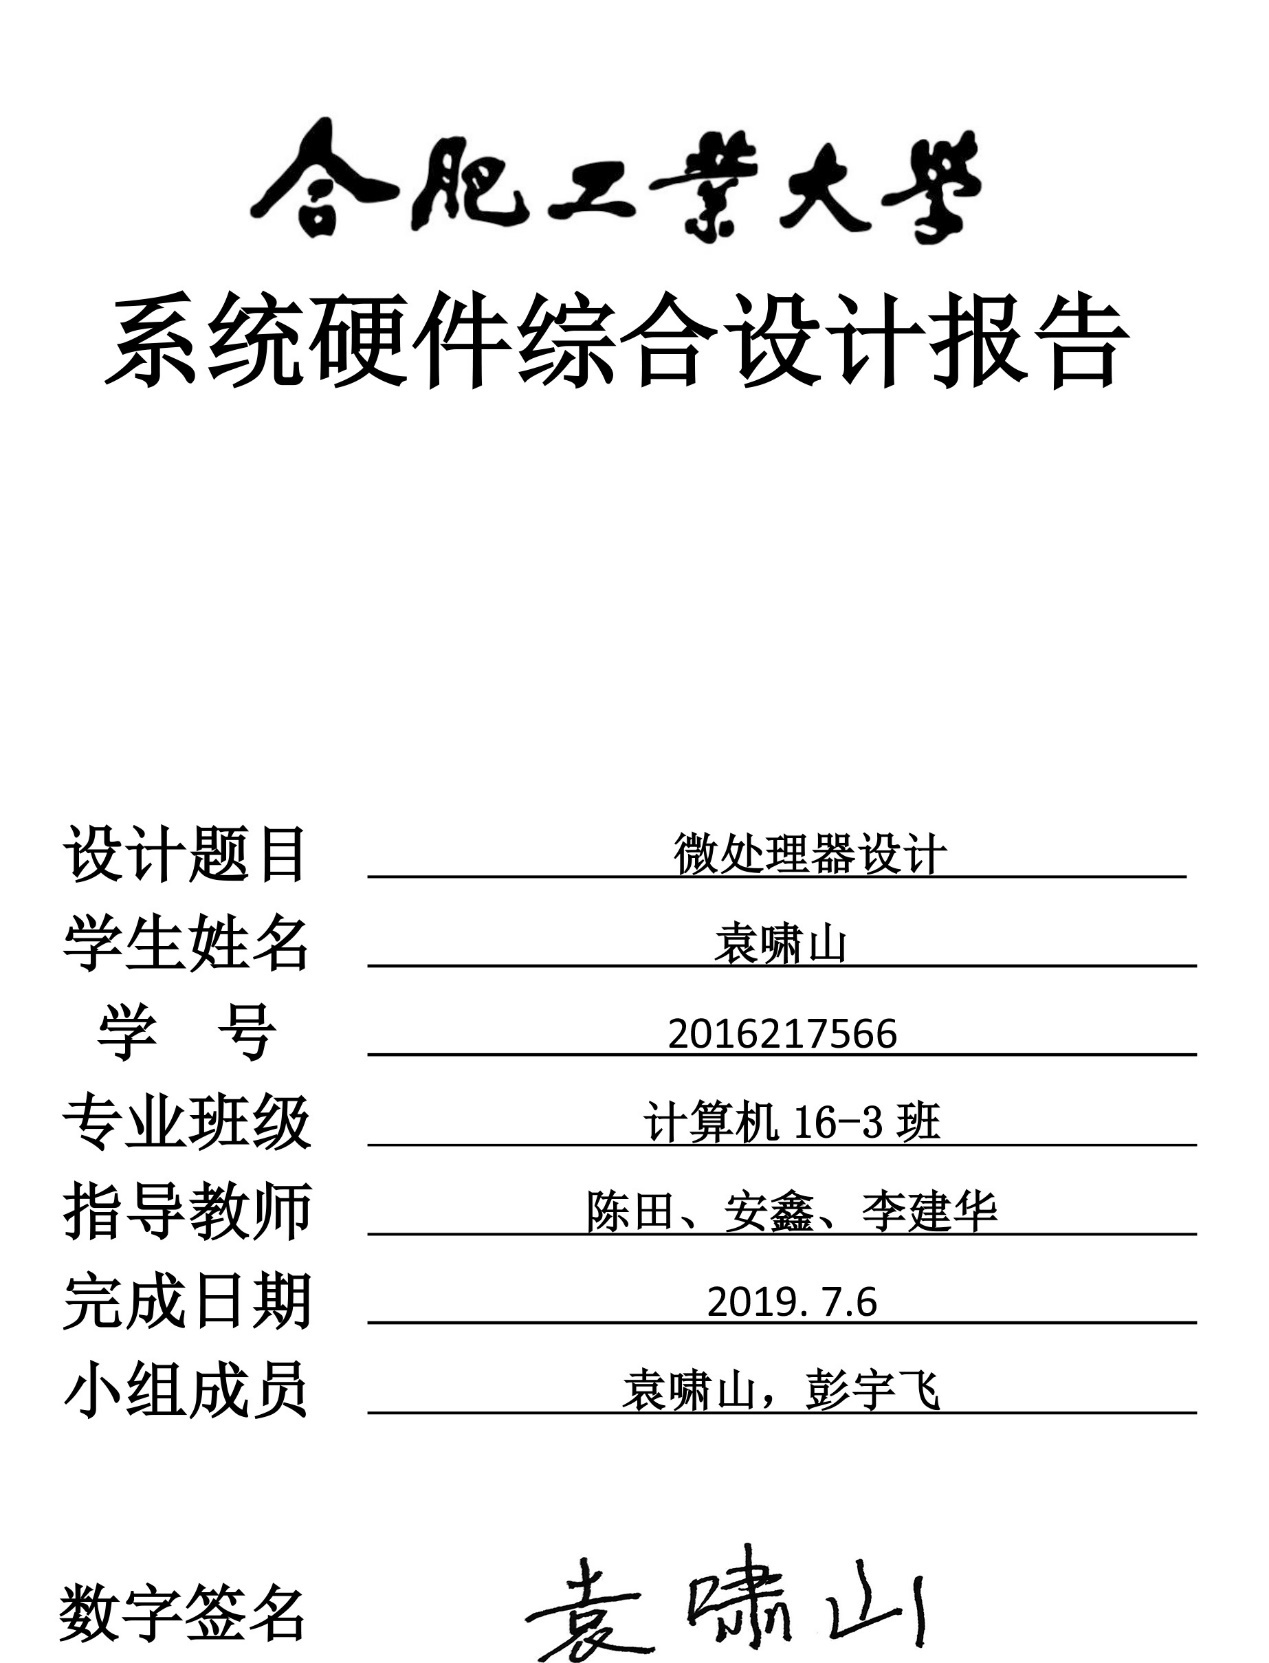 合肥工業大學
系统硬件综合设计报告
设计题目 微处理器设计
学生姓名 袁啸山
学 号 2016217566
专业班级 计算机 16-3 班
指导教师 陈田、安鑫、李建华
完成日期 2019. 7.6
小组成员 袁啸山，彭宇飞
数字签名 袁啸山